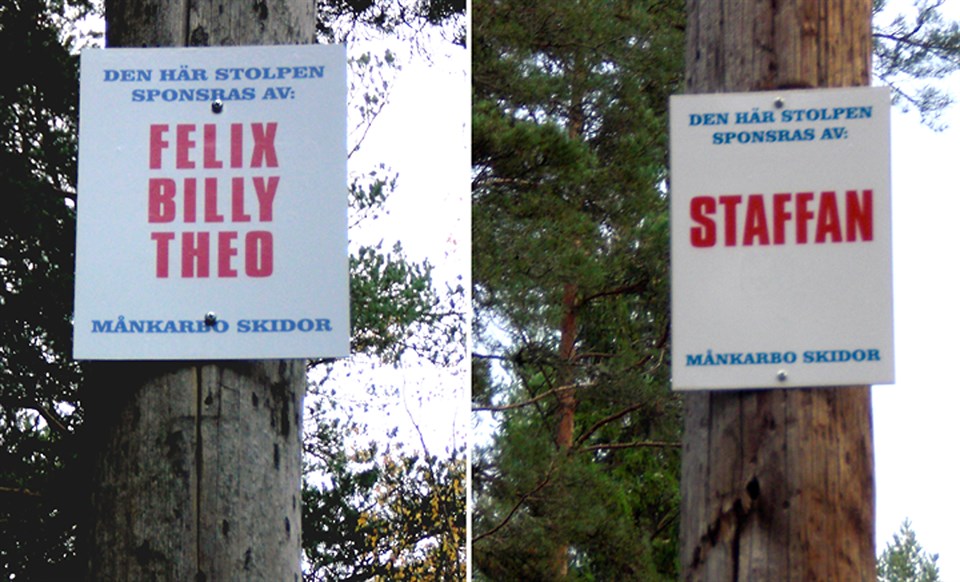 DEN HÄR STOLPEN
SPONSRAS AV:
FELIX
BILLY
THEO
MÅNKARBO SKIDOR
DEN HÄR STOLPEN
SPONSRAS AV:
STAFFAN
MÅNKARBO SKIDOR